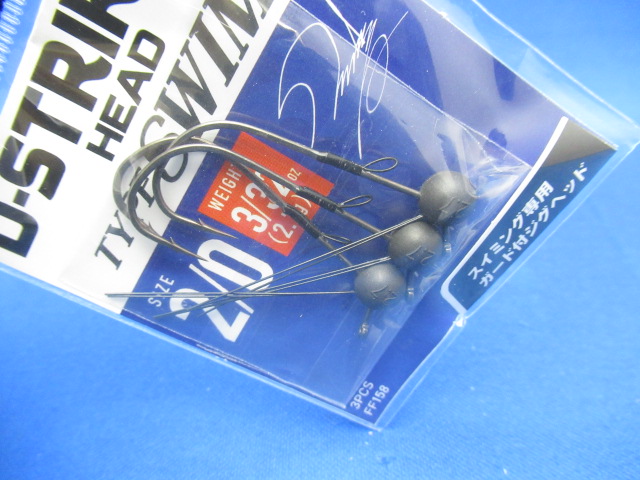 D-STRIK
HEAD
TYPE SWIM
WEIGHT
3/32 OZ
SIZE
2/0
スイミング専用
ガード付ジグヘッド
3PCS
FF158